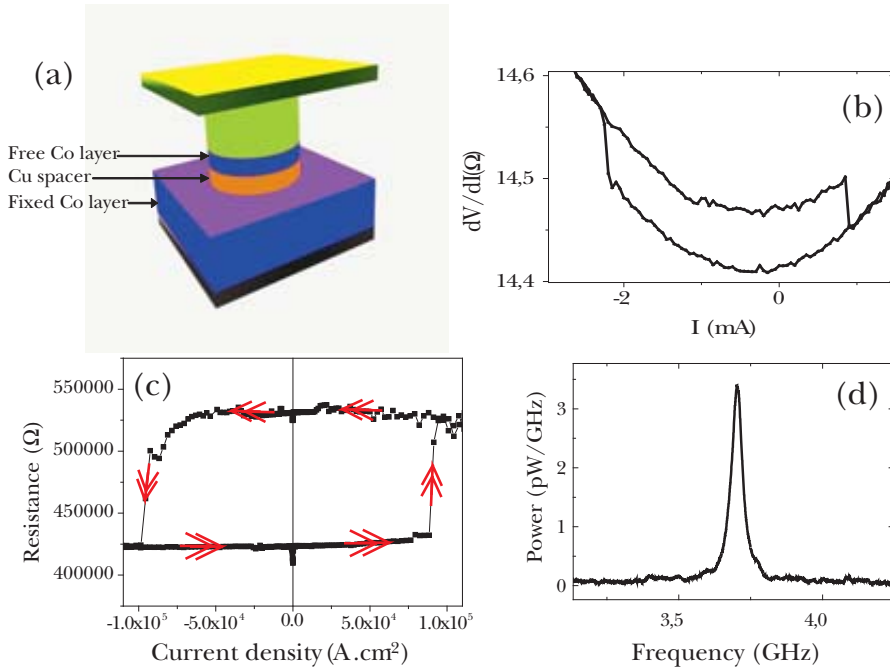 (a)
Free Co layer
Cu spacer
Fixed Co layer
(b)
14,6
14,5
14,4
dV/dI(Ω)
-2
0
I (mA)
(c)
550000
500000
450000
400000
Resistance (Ω)
-1.0x10⁵
-5.0x10⁴
0.0
5.0x10⁴
1.0x10⁵
Current density (A.cm²)
(d)
3
2
1
0
Power (pW/GHz)
3,5
4,0
Frequency (GHz)